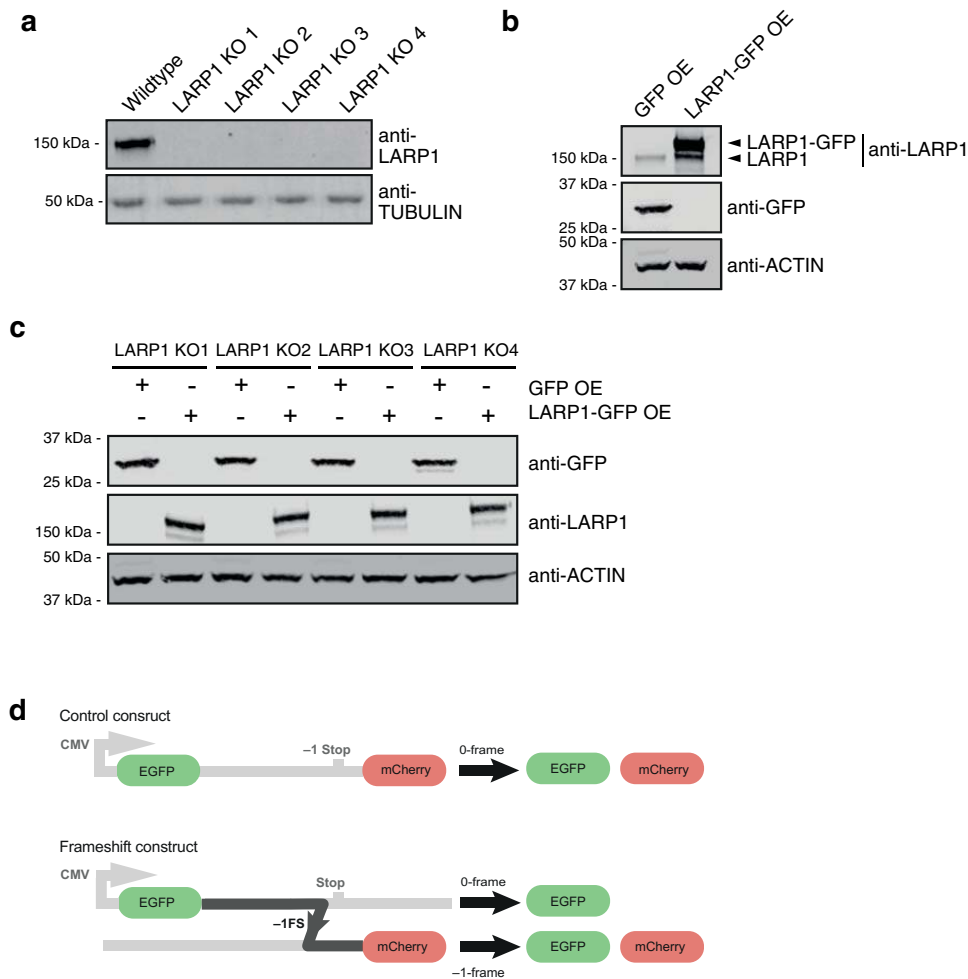 a
Wildtype
LARP1 KO 1
LARP1 KO 2
LARP1 KO 3
LARP1 KO 4
150 kDa -
anti-
LARP1
50 kDa -
anti-
TUBULIN
b
GFP OE
LARP1-GFP OE
LARP1-GFP
150 kDa -
LARP1
anti-LARP1
37 kDa -
anti-GFP
25 kDa -
50 kDa -
anti-ACTIN
37 kDa -
c
LARP1 KO1 LARP1 KO2 LARP1 KO3 LARP1 KO4
+ - + - + - + - GFP OE
- + - + - + - + LARP1-GFP OE
37 kDa -
anti-GFP
25 kDa -
anti-LARP1
150 kDa -
50 kDa -
anti-ACTIN
37 kDa -
d
Control consruct
CMV
–1 Stop
0-frame
EGFP mCherry EGFP mCherry
Frameshift construct
CMV
Stop
0-frame
EGFP EGFP
–1FS
mCherry EGFP mCherry
–1-frame